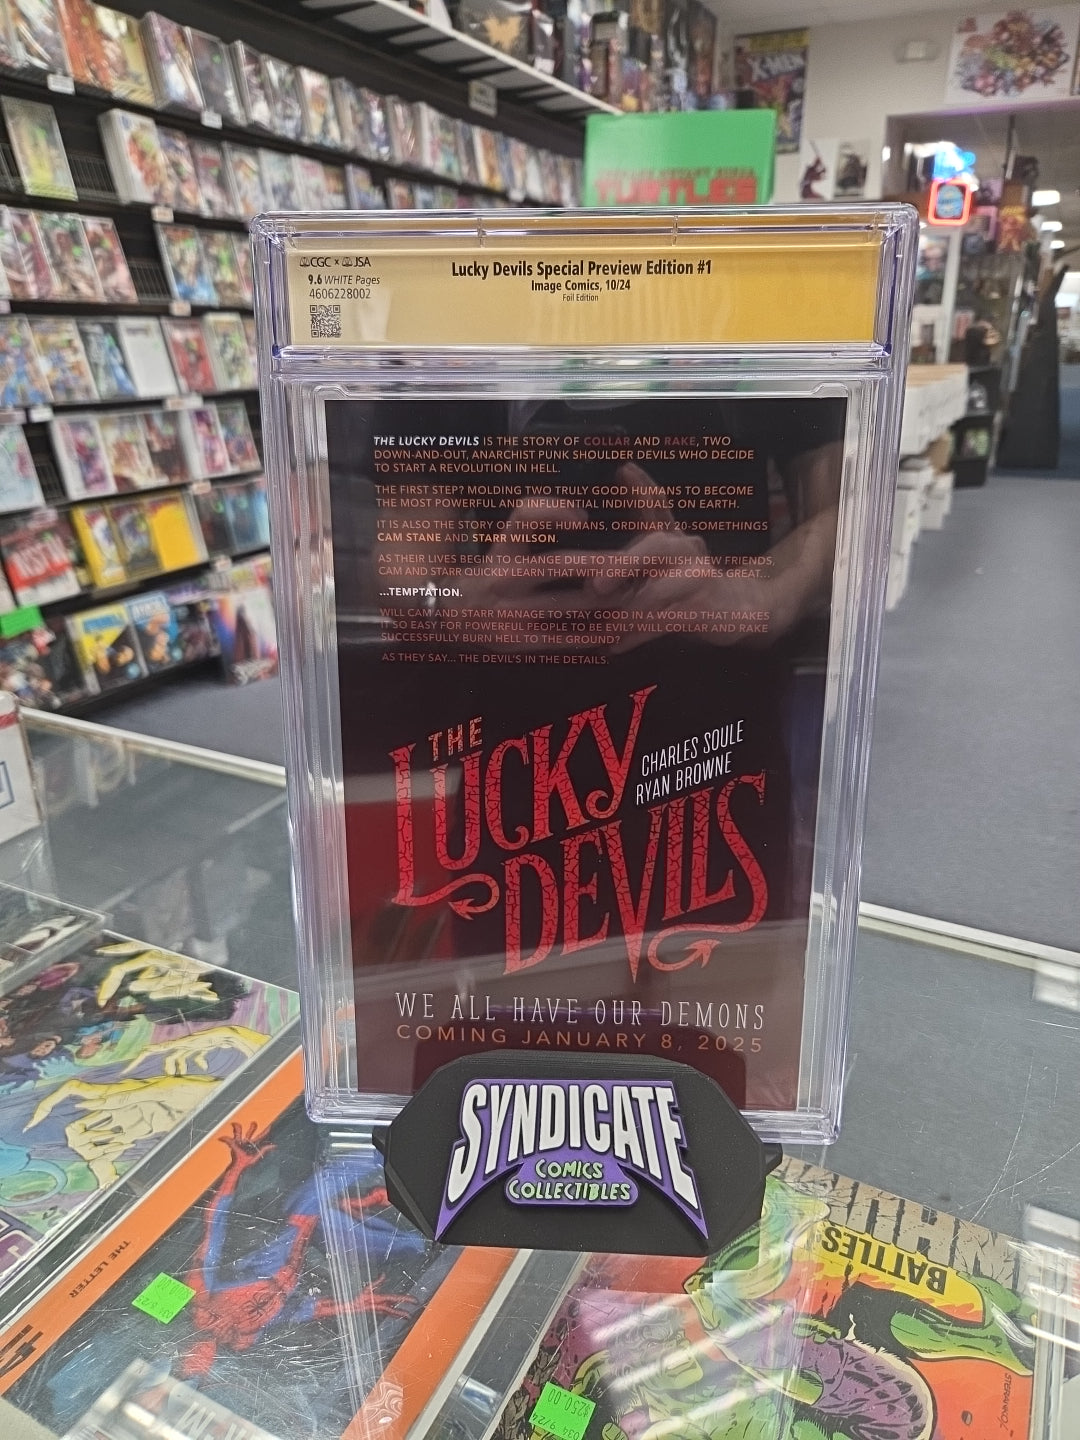 X-MEN
TURTLES
CGC x JSA
9.6 WHITE Pages
4606228002
Lucky Devils Special Preview Edition #1
Image Comics, 10/24
Foil Edition
THE LUCKY DEVILS IS THE STORY OF COLLAR AND RAKE, TWO
DOWN-AND-OUT, ANARCHIST PUNK SHOULDER DEVILS WHO DECIDE
TO START A REVOLUTION IN HELL.
THE FIRST STEP? MOLDING TWO TRULY GOOD HUMANS TO BECOME
THE MOST POWERFUL AND INFLUENTIAL INDIVIDUALS ON EARTH.
IT IS ALSO THE STORY OF THOSE HUMANS, ORDINARY 20-SOMETHINGS
CAM STANE AND STARR WILSON.
AS THEIR LIVES BEGIN TO CHANGE DUE TO THEIR DEVILISH NEW FRIENDS,
CAM AND STARR QUICKLY LEARN THAT WITH GREAT POWER COMES GREAT...
...TEMPTATION.
WILL CAM AND STARR MANAGE TO STAY GOOD IN A WORLD THAT MAKES
IT SO EASY FOR POWERFUL PEOPLE TO BE EVIL? WILL COLLAR AND RAKE
SUCCESSFULLY BURN HELL TO THE GROUND?
AS THEY SAY... THE DEVIL'S IN THE DETAILS.
THE
LUCKY
DEVILS
CHARLES SOULE
RYAN BROWNE
WE ALL HAVE OUR DEMONS
COMING JANUARY 8, 2025
SYNDICATE
COMICS
COLLECTIBLES
THE LETTER
BATTLES
$250.00
9/24